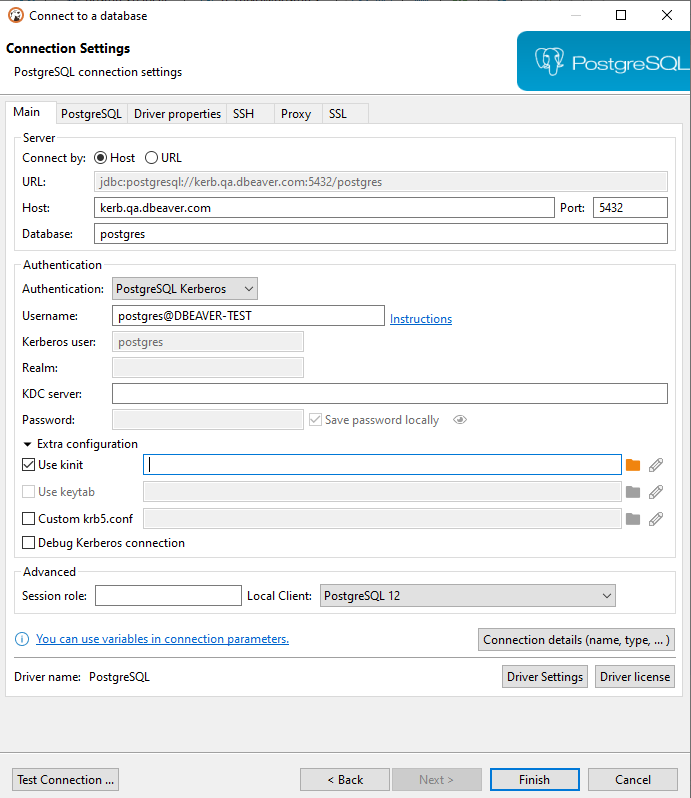 Connect to a database
Connection Settings
PostgreSQL connection settings
PostgreSQL
Main PostgreSQL Driver properties SSH Proxy SSL
Server
Connect by: Host URL
URL: jdbc:postgresql://kerb.qa.dbeaver.com:5432/postgres
Host: kerb.qa.dbeaver.com Port: 5432
Database: postgres
Authentication
Authentication: PostgreSQL Kerberos
Username: postgres@DBEAVER-TEST Instructions
Kerberos user: postgres
Realm:
KDC server:
Password: Save password locally
Extra configuration
Use kinit
Use keytab
Custom krb5.conf
Debug Kerberos connection
Advanced
Session role: Local Client: PostgreSQL 12
You can use variables in connection parameters. Connection details (name, type, ... )
Driver name: PostgreSQL Driver Settings Driver license
Test Connection ... < Back Next > Finish Cancel